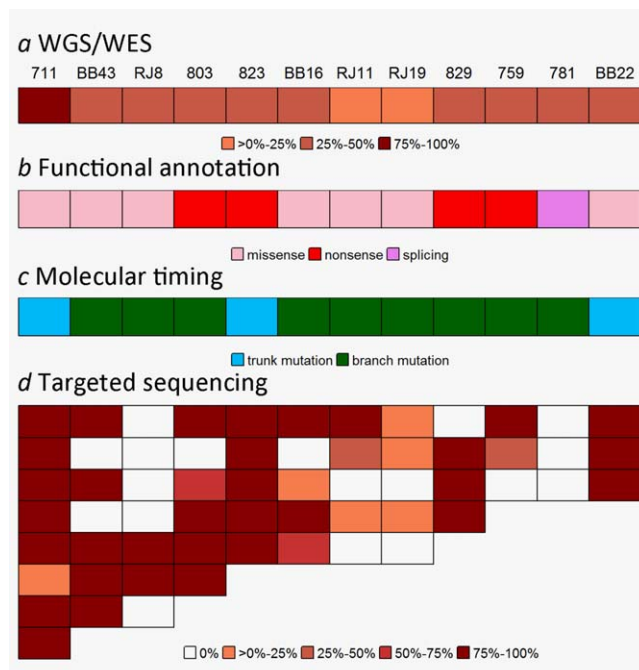 a WGS/WES
711 BB43 RJ8 803 823 BB16 RJ11 RJ19 829 759 781 BB22
>0%-25% 25%-50% 75%-100%
b Functional annotation
missense nonsense splicing
c Molecular timing
trunk mutation branch mutation
d Targeted sequencing
0% >0%-25% 25%-50% 50%-75% 75%-100%